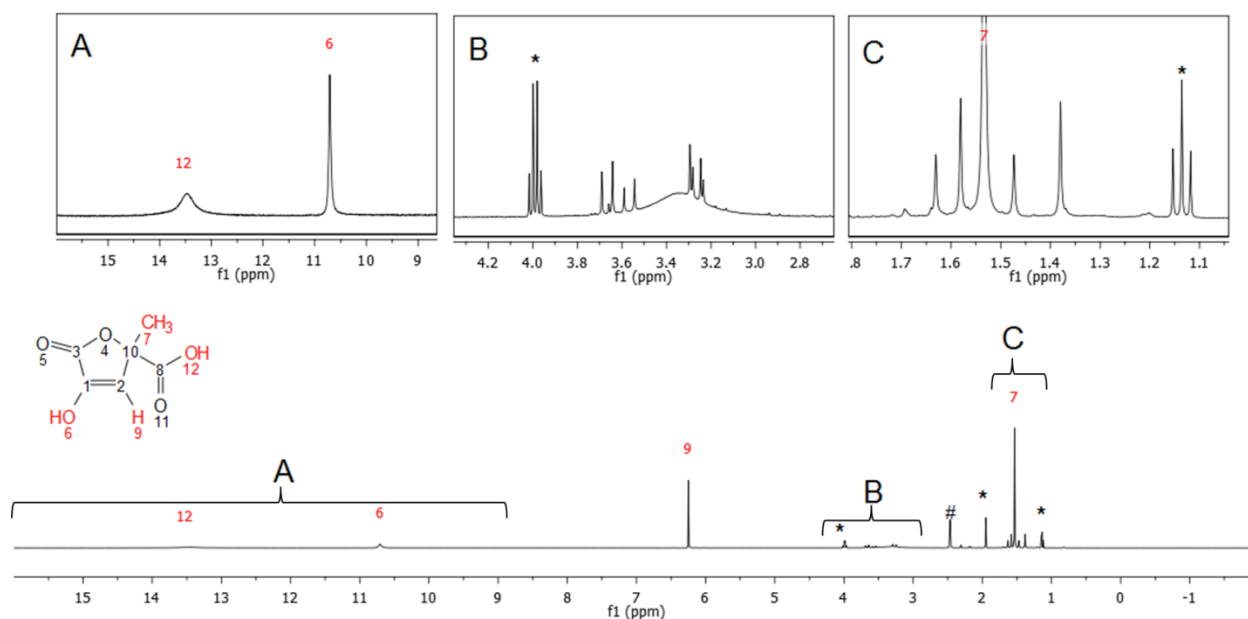 A
6
12
15 14 13 12 11 10 9
f1 (ppm)
B
*
4.2 4.0 3.8 3.6 3.4 3.2 3.0 2.8
f1 (ppm)
C
7
*
.8 1.7 1.6 1.5 1.4 1.3 1.2 1.1
f1 (ppm)
CH3
7
O
4
O
5
3
10
OH
12
8
1
2
O
11
HO
6
H
9
A
12
6
9
B
*
#
*
C
7
*
15 14 13 12 11 10 9 8 7 6 5 4 3 2 1 0 -1
f1 (ppm)